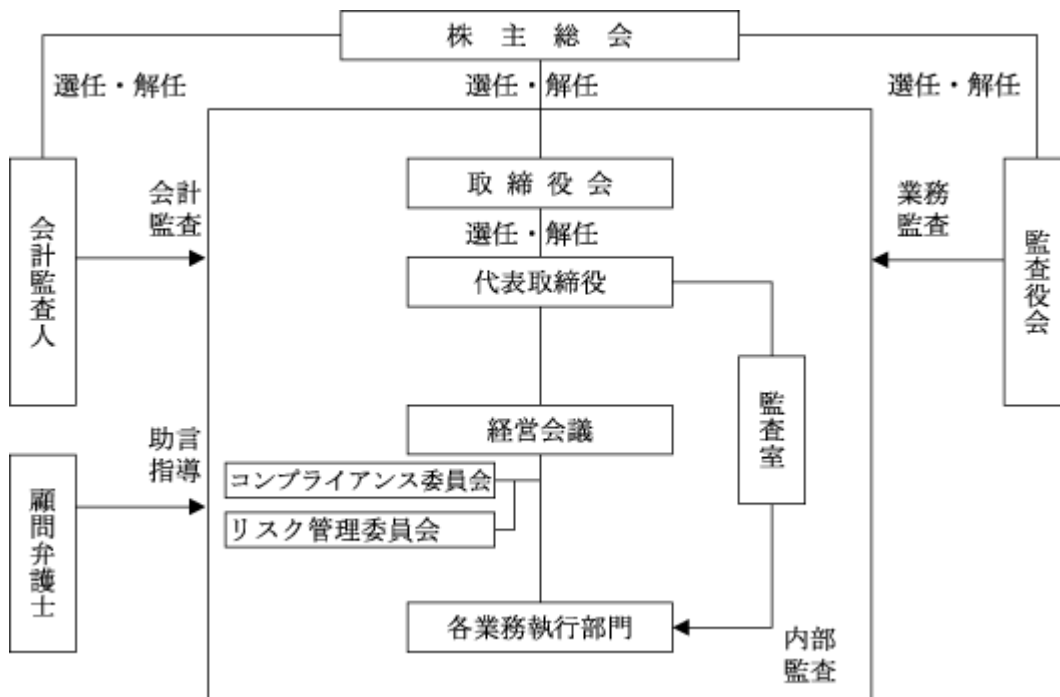 株主総会
選任・解任
選任・解任
選任・解任
取締役会
会計
監査
業務
監査
会計監査人
選任・解任
監査役会
代表取締役
監査室
経営会議
助言
指導
コンプライアンス委員会
顧問弁護士
リスク管理委員会
各業務執行部門
内部
監査